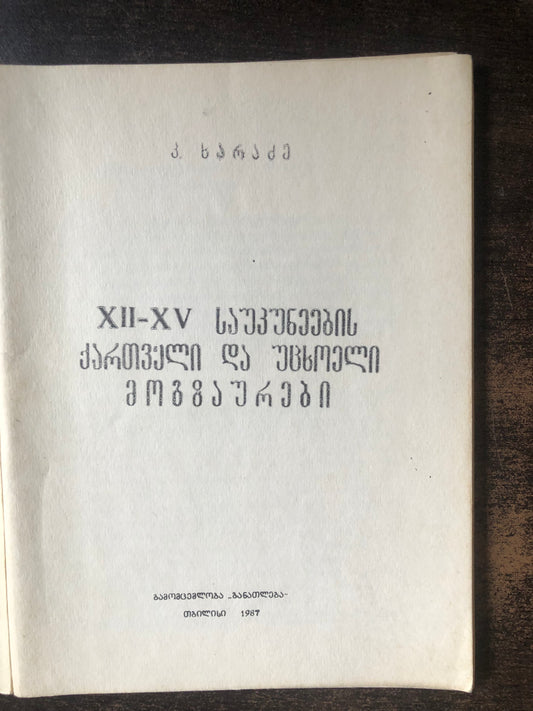 კ. ხარაძე
XII-XV საუკუნეების
ქართველი და უცხოელი
მოგზაურები
გამომცემლობა „განათლება“
თბილისი 1987